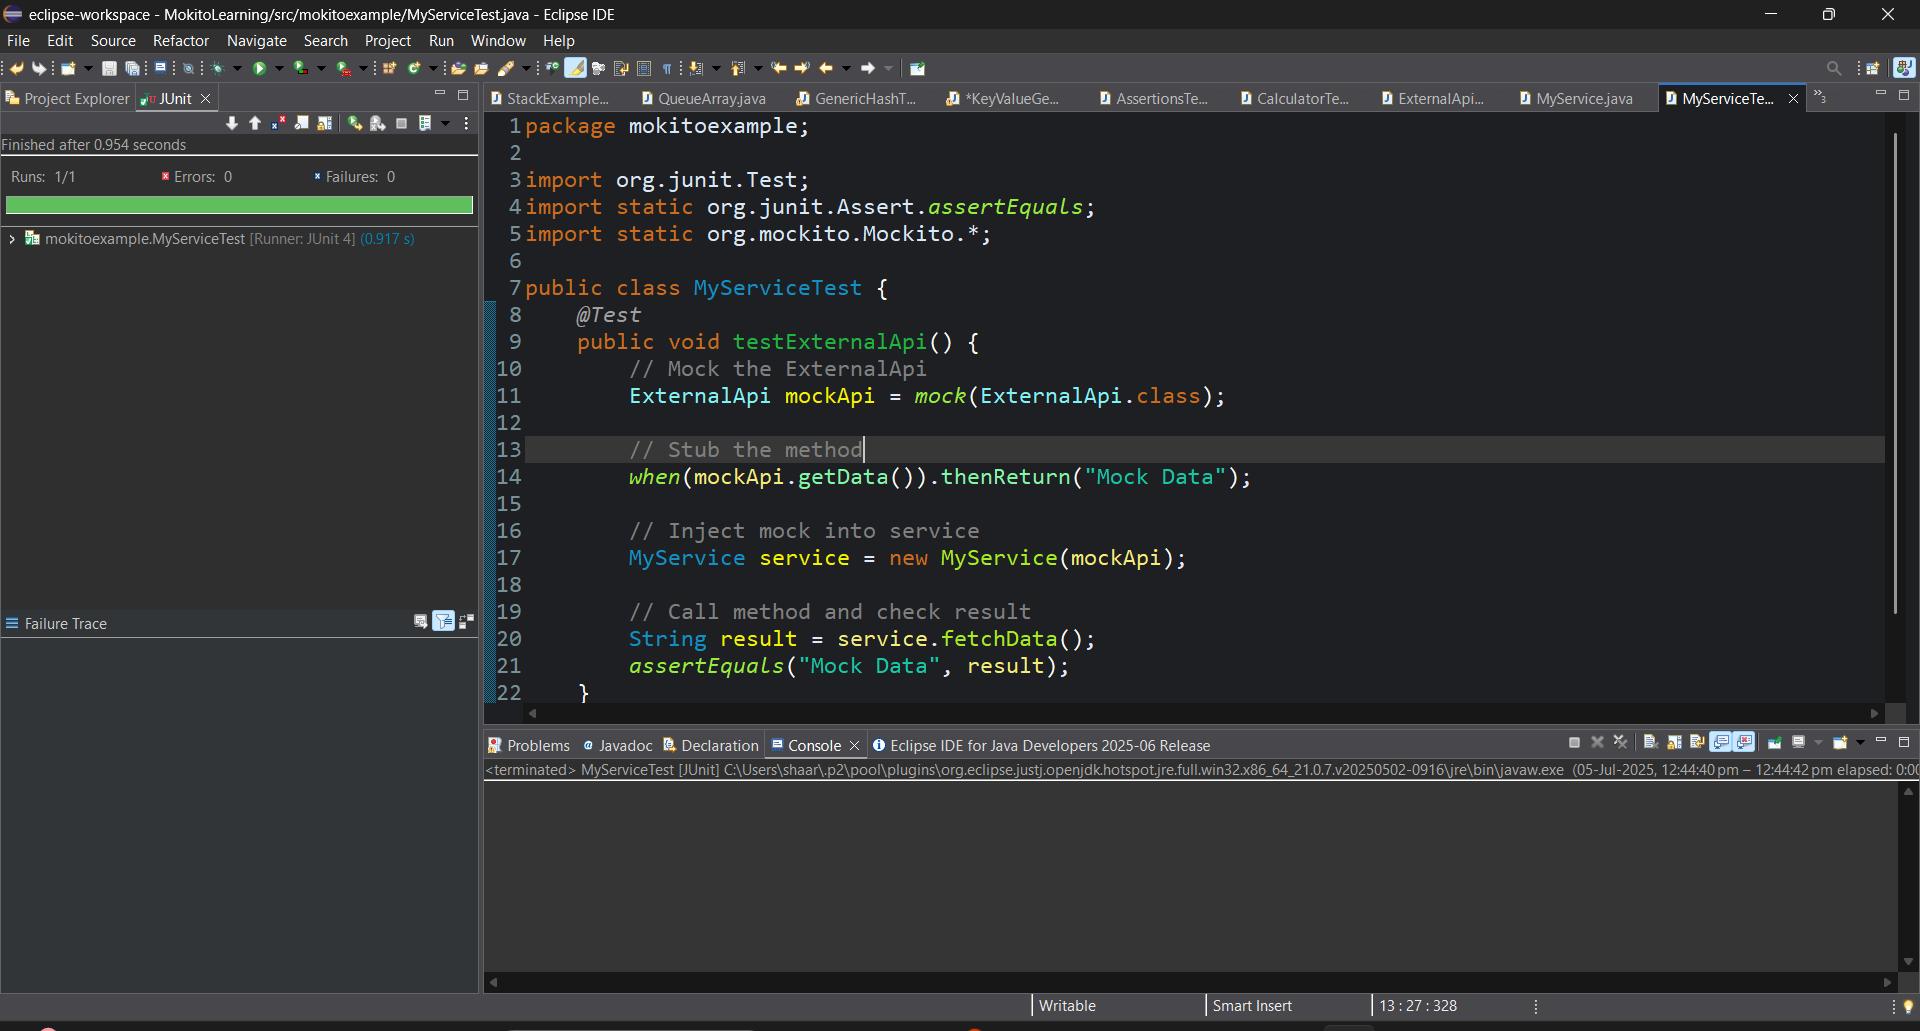 eclipse-workspace - MokitoLearning/src/mokitoexample/MyServiceTest.java - Eclipse IDE
File Edit Source Refactor Navigate Search Project Run Window Help
Project Explorer JUnit
StackExample... QueueArray.java GenericHashT... *KeyValueGe... AssertionsTe... CalculatorTe... ExternalApi... MyService.java MyServiceTe... »3
Finished after 0.954 seconds
Runs: 1/1 Errors: 0 Failures: 0
mokitoexample.MyServiceTest [Runner: JUnit 4] (0.917 s)
Failure Trace
1 package mokitoexample;
2
3 import org.junit.Test;
4 import static org.junit.Assert.assertEquals;
5 import static org.mockito.Mockito.*;
6
7 public class MyServiceTest {
8 @Test
9 public void testExternalApi() {
10 // Mock the ExternalApi
11 ExternalApi mockApi = mock(ExternalApi.class);
12
13 // Stub the method
14 when(mockApi.getData()).thenReturn("Mock Data");
15
16 // Inject mock into service
17 MyService service = new MyService(mockApi);
18
19 // Call method and check result
20 String result = service.fetchData();
21 assertEquals("Mock Data", result);
22 }
Problems Javadoc Declaration Console Eclipse IDE for Java Developers 2025-06 Release
<terminated> MyServiceTest [JUnit] C:\Users\shaar\.p2\pool\plugins\org.eclipse.justj.openjdk.hotspot.jre.full.win32.x86_64_21.0.7.v20250502-0916\jre\bin\javaw.exe (05-Jul-2025, 12:44:40 pm – 12:44:42 pm elapsed: 0:00
Writable Smart Insert 13 : 27 : 328